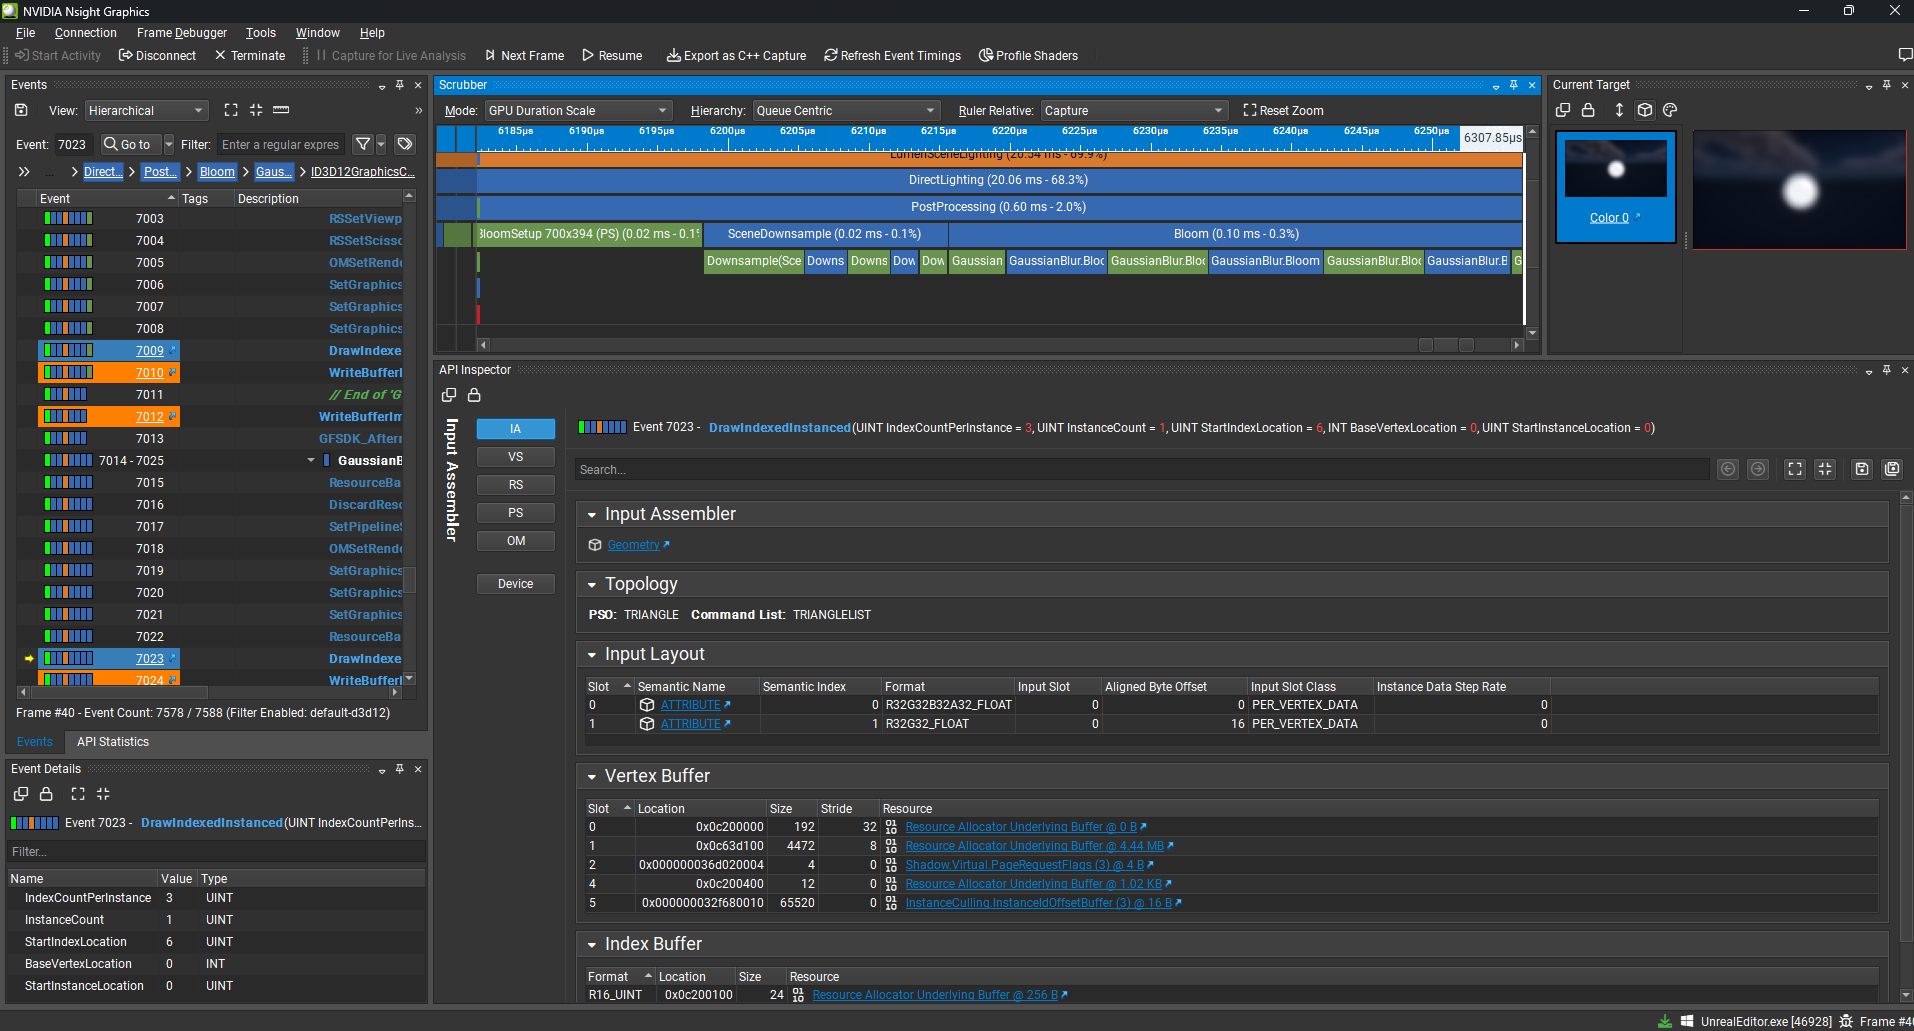 NVIDIA Nsight Graphics
File Connection Frame Debugger Tools Window Help
Start Activity Disconnect Terminate Capture for Live Analysis Next Frame Resume Export as C++ Capture Refresh Event Timings Profile Shaders
Events
View: Hierarchical
Event: 7023 Go to Filter: Enter a regular expres
... Direct... Post... Bloom Gaus... ID3D12GraphicsC...
Event Tags Description
7003 RSSetViewp
7004 RSSetScisso
7005 OMSetRende
7006 SetGraphics
7007 SetGraphics
7008 SetGraphics
7009 DrawIndexe
7010 WriteBufferI
7011 // End of 'G
7012 WriteBufferIm
7013 GFSDK_Aftern
7014 - 7025 GaussianB
7015 ResourceBa
7016 DiscardReso
7017 SetPipelineS
7018 OMSetRende
7019 SetGraphics
7020 SetGraphics
7021 SetGraphics
7022 ResourceBa
7023 DrawIndexe
7024 WriteBufferI
Frame #40 - Event Count: 7578 / 7588 (Filter Enabled: default-d3d12)
Events API Statistics
Event Details
Event 7023 - DrawIndexedInstanced(UINT IndexCountPerIns...
Filter...
Name Value Type
IndexCountPerInstance 3 UINT
InstanceCount 1 UINT
StartIndexLocation 6 UINT
BaseVertexLocation 0 INT
StartInstanceLocation 0 UINT
Scrubber
Mode: GPU Duration Scale Hierarchy: Queue Centric Ruler Relative: Capture Reset Zoom
6185µs 6190µs 6195µs 6200µs 6205µs 6210µs 6215µs 6220µs 6225µs 6230µs 6235µs 6240µs 6245µs 6250µs 6307.85µs
LumenSceneLighting (20.54 ms - 69.9%)
DirectLighting (20.06 ms - 68.3%)
PostProcessing (0.60 ms - 2.0%)
BloomSetup 700x394 (PS) (0.02 ms - 0.1% SceneDownsample (0.02 ms - 0.1%) Bloom (0.10 ms - 0.3%)
Downsample(Sce Downs Downs Dow Dow Gaussian GaussianBlur.Bloc GaussianBlur.Bloc GaussianBlur.Bloom GaussianBlur.Bloc GaussianBlur.B G
Current Target
Color 0
API Inspector
Input Assembler
IA
VS
RS
PS
OM
Device
Event 7023 - DrawIndexedInstanced(UINT IndexCountPerInstance = 3, UINT InstanceCount = 1, UINT StartIndexLocation = 6, INT BaseVertexLocation = 0, UINT StartInstanceLocation = 0)
Search...
Input Assembler
Geometry
Topology
PSO: TRIANGLE Command List: TRIANGLELIST
Input Layout
Slot Semantic Name Semantic Index Format Input Slot Aligned Byte Offset Input Slot Class Instance Data Step Rate
0 ATTRIBUTE 0 R32G32B32A32_FLOAT 0 0 PER_VERTEX_DATA 0
1 ATTRIBUTE 1 R32G32_FLOAT 0 16 PER_VERTEX_DATA 0
Vertex Buffer
Slot Location Size Stride Resource
0 0x0c200000 192 32 Resource Allocator Underlying Buffer @ 0 B
1 0x0c63d100 4472 8 Resource Allocator Underlying Buffer @ 4.44 MB
2 0x000000036d020004 4 0 Shadow.Virtual.PageRequestFlags (3) @ 4 B
4 0x0c200400 12 0 Resource Allocator Underlying Buffer @ 1.02 KB
5 0x000000032f680010 65520 0 InstanceCulling.InstanceIdOffsetBuffer (3) @ 16 B
Index Buffer
Format Location Size Resource
R16_UINT 0x0c200100 24 Resource Allocator Underlying Buffer @ 256 B
UnrealEditor.exe [46928] Frame #40